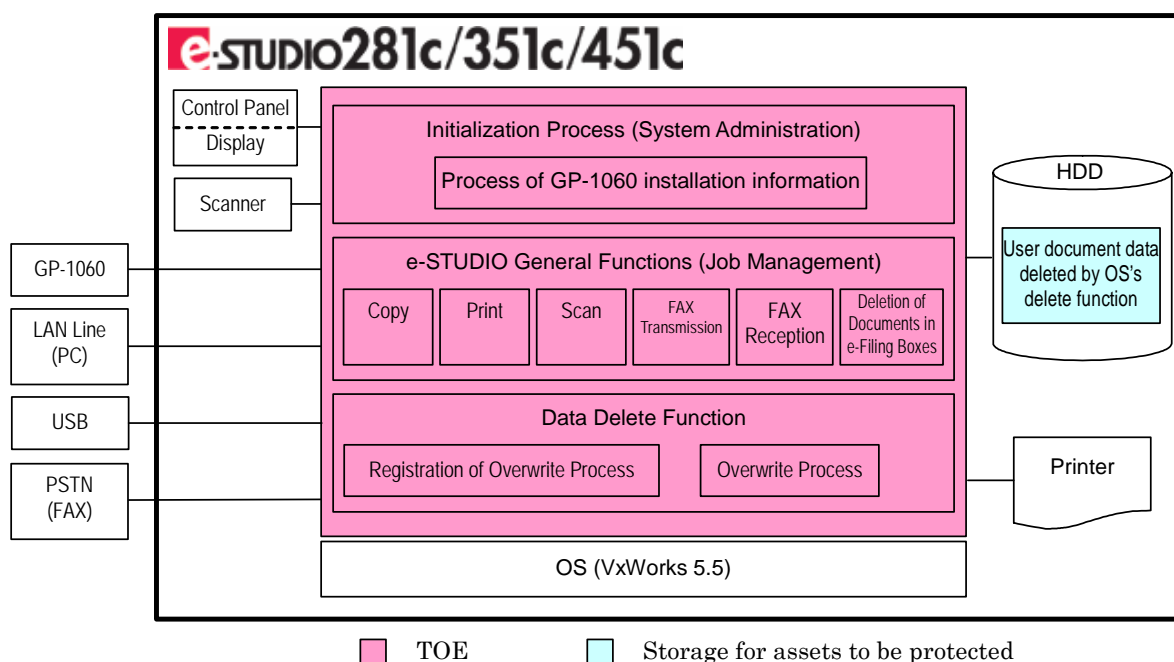 e-STUDIO281c/351c/451c
Control Panel
Display
Scanner
GP-1060
LAN Line
(PC)
USB
PSTN
(FAX)
Initialization Process (System Administration)
Process of GP-1060 installation information
e-STUDIO General Functions (Job Management)
Copy
Print
Scan
FAX
Transmission
FAX
Reception
Deletion of
Documents in
e-Filing Boxes
Data Delete Function
Registration of Overwrite Process
Overwrite Process
OS (VxWorks 5.5)
HDD
User document data
deleted by OS's
delete function
Printer
TOE
Storage for assets to be protected